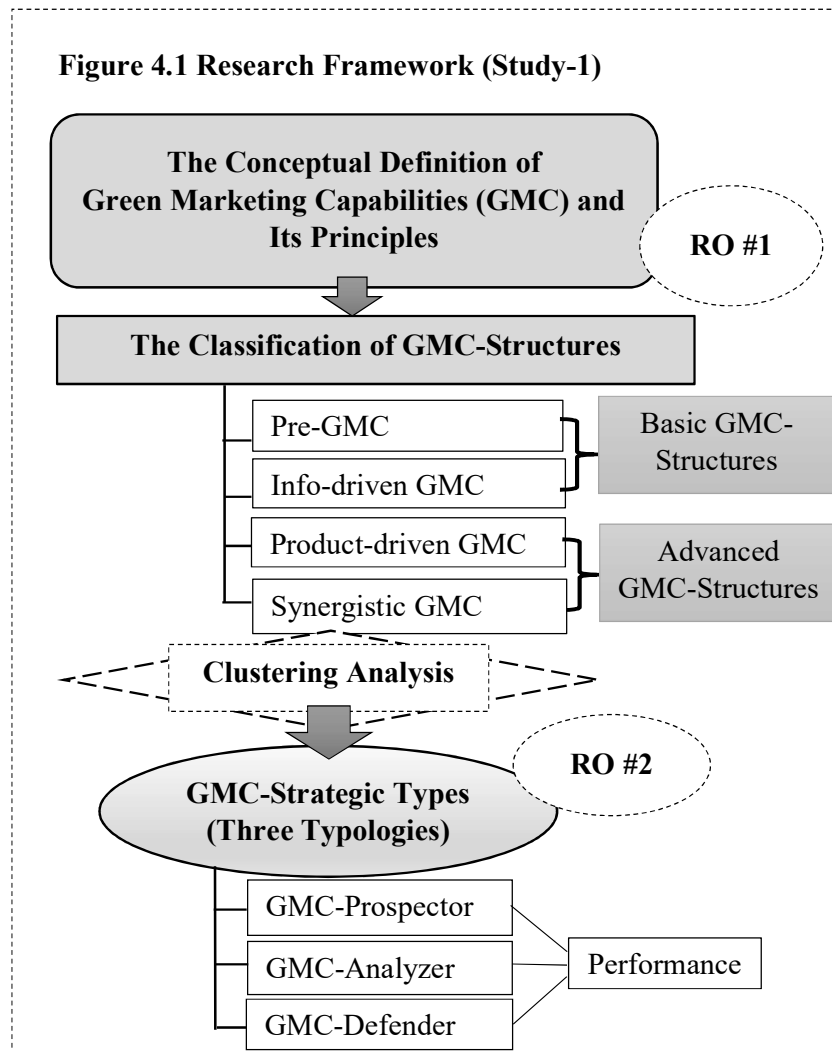 Figure 4.1 Research Framework (Study-1)
The Conceptual Definition of
Green Marketing Capabilities (GMC) and
Its Principles
RO #1
The Classification of GMC-Structures
Pre-GMC
Info-driven GMC
Basic GMC-
Structures
Product-driven GMC
Synergistic GMC
Advanced
GMC-Structures
Clustering Analysis
RO #2
GMC-Strategic Types
(Three Typologies)
GMC-Prospector
GMC-Analyzer
GMC-Defender
Performance